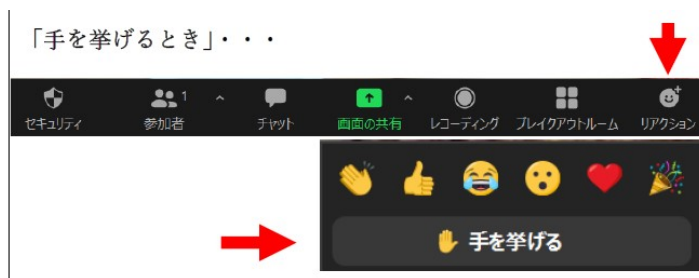 「手を挙げるとき」・・・
1
セキュリティ 参加者 チャット 画面の共有 レコーディング ブレイクアウトルーム リアクション
手を挙げる